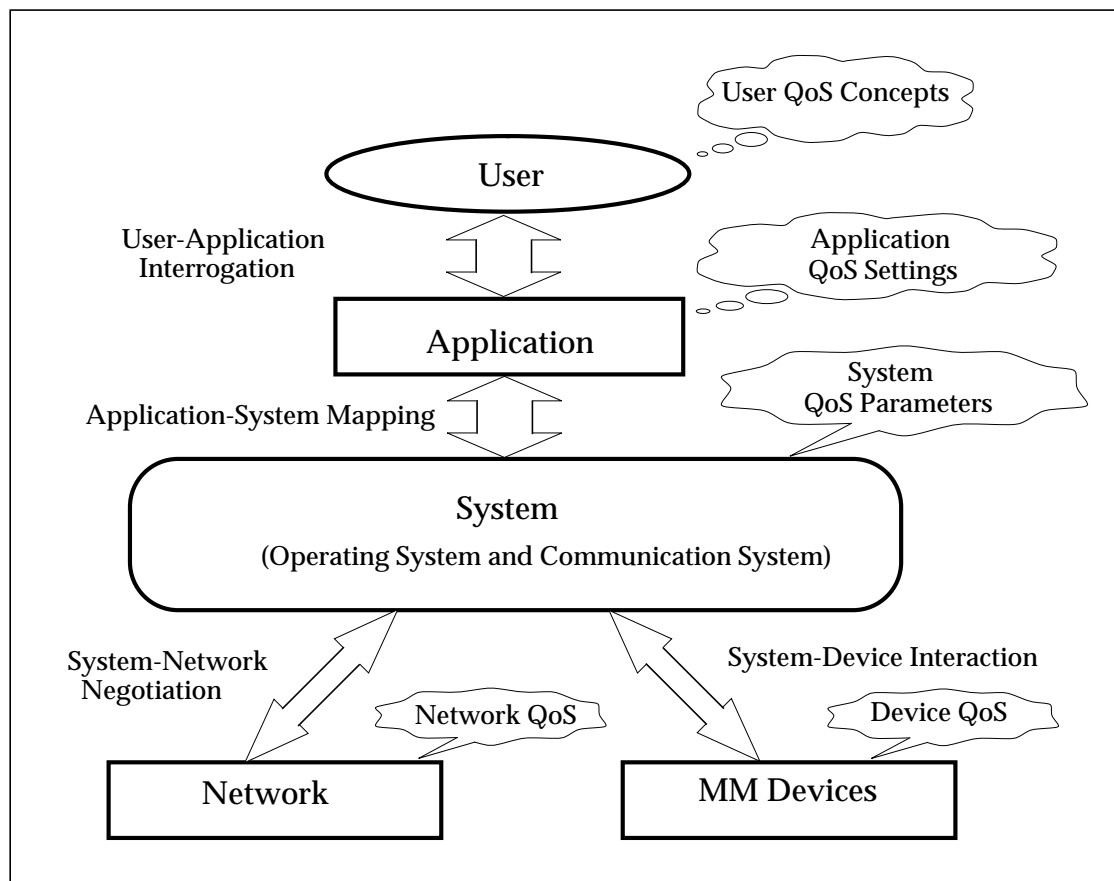 User QoS Concepts
User
User-Application
Interrogation
Application
QoS Settings
Application
System
QoS Parameters
Application-System Mapping
System
(Operating System and Communication System)
System-Network
Negotiation
System-Device Interaction
Network QoS
Device QoS
Network
MM Devices